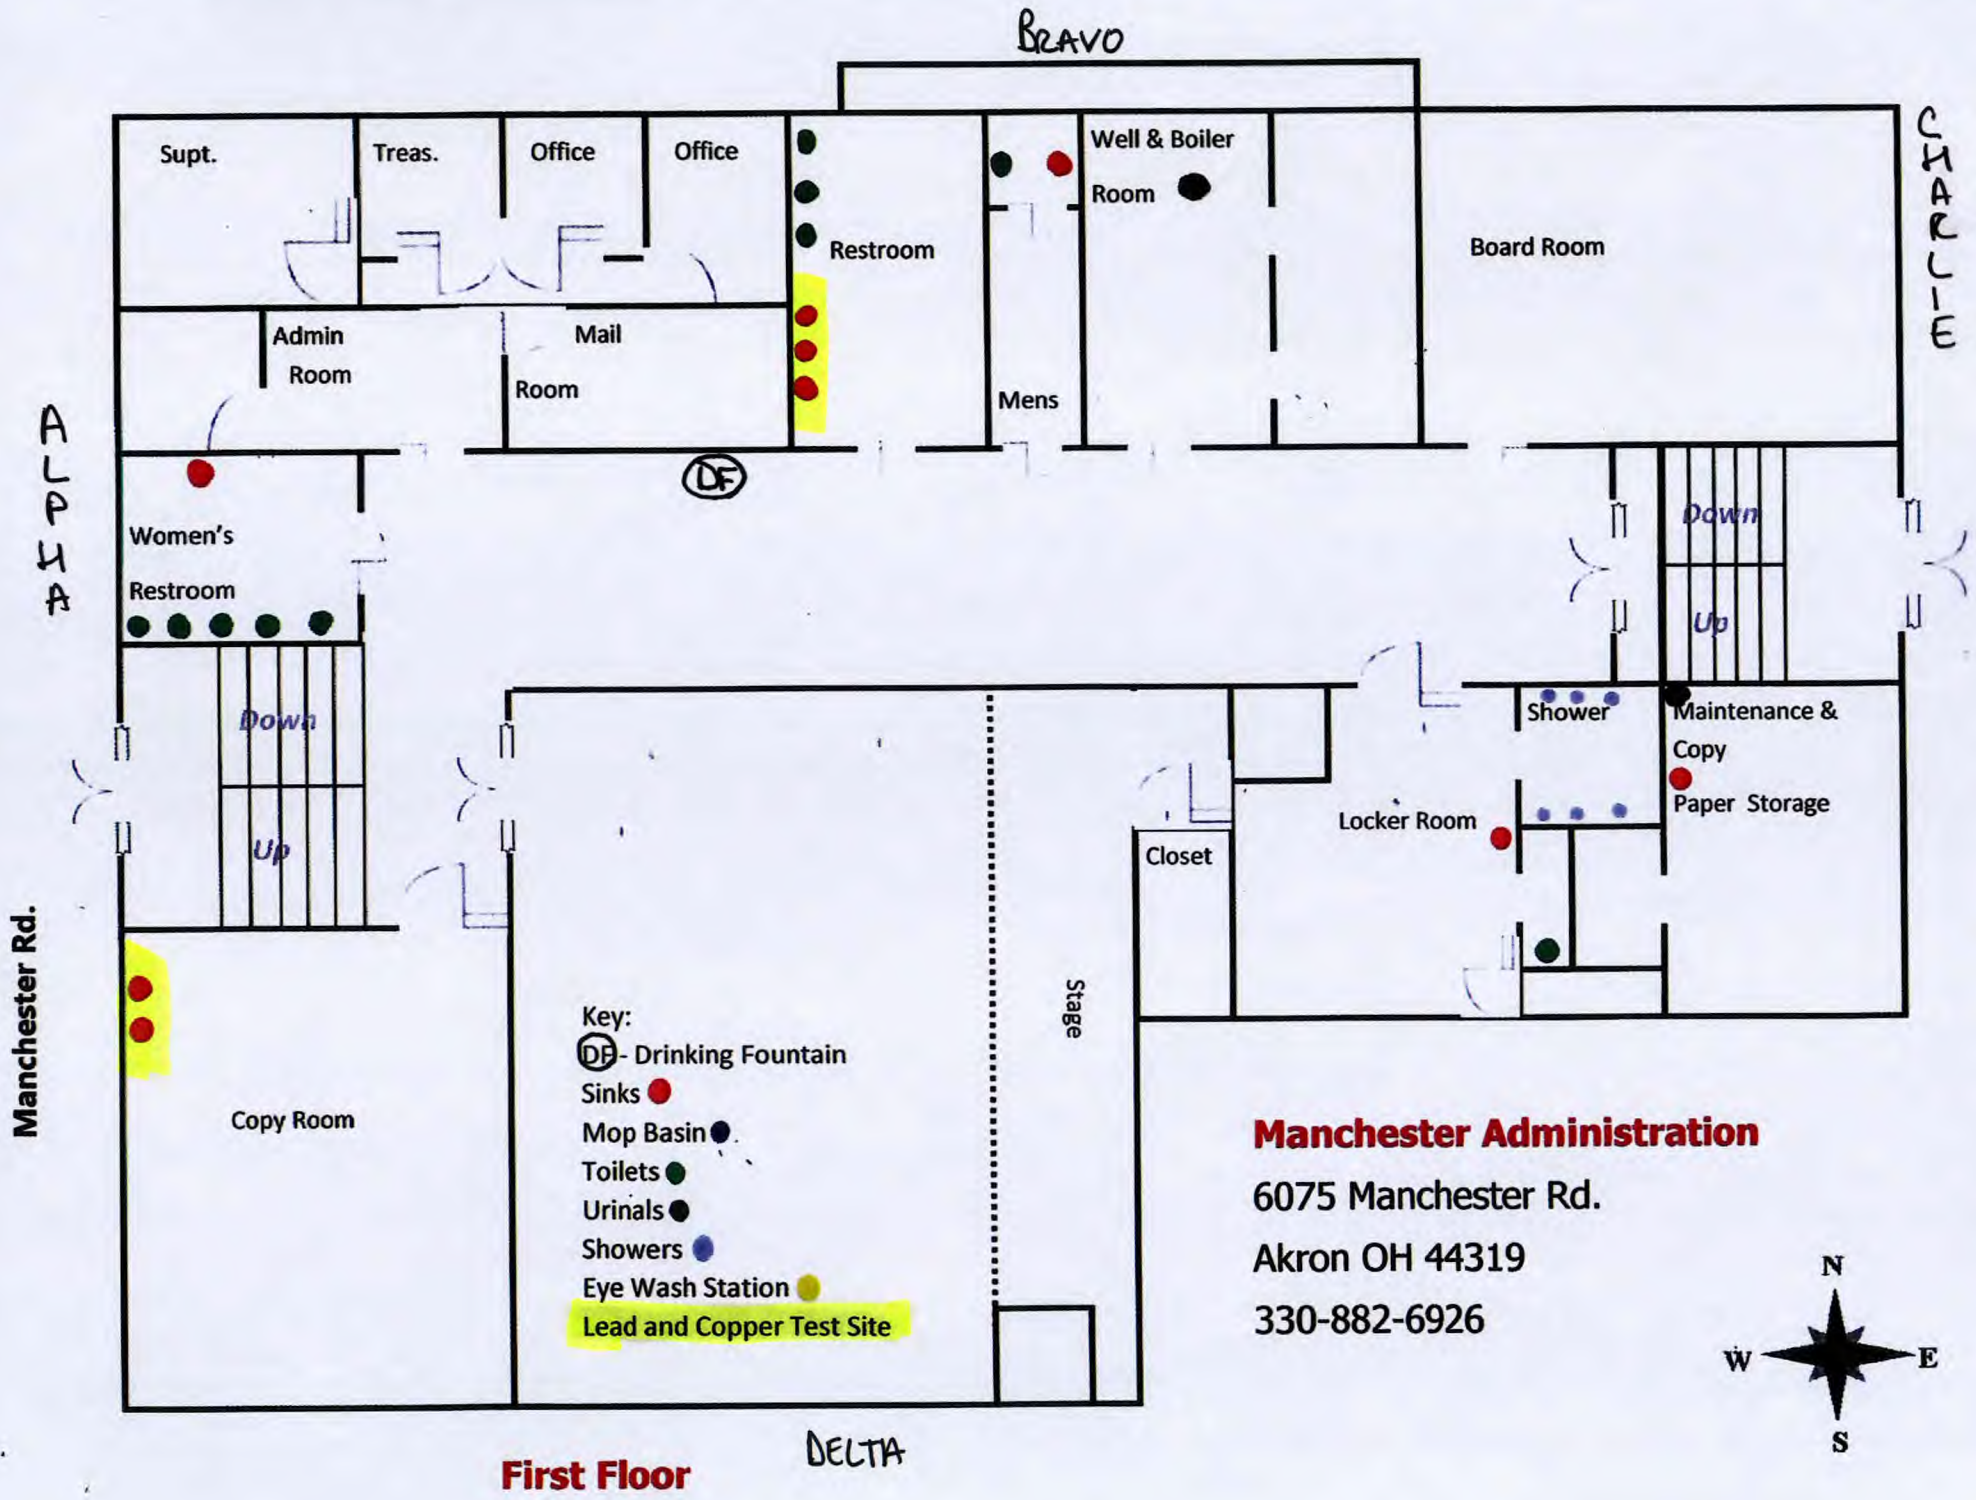 BRAVO
CHARLIE
ALPHA
Supt.
Treas.
Office
Office
Restroom
Well & Boiler
Room
Board Room
Admin
Room
Mail
Room
Mens
DF
Women's
Restroom
Down
Up
Down
Up
Shower
Maintenance &
Copy
Paper Storage
Locker Room
Closet
Stage
Manchester Rd.
Copy Room
Key:
DF - Drinking Fountain
Sinks
Mop Basin
Toilets
Urinals
Showers
Eye Wash Station
Lead and Copper Test Site
Manchester Administration
6075 Manchester Rd.
Akron OH 44319
330-882-6926
N
W
E
S
DELTA
First Floor